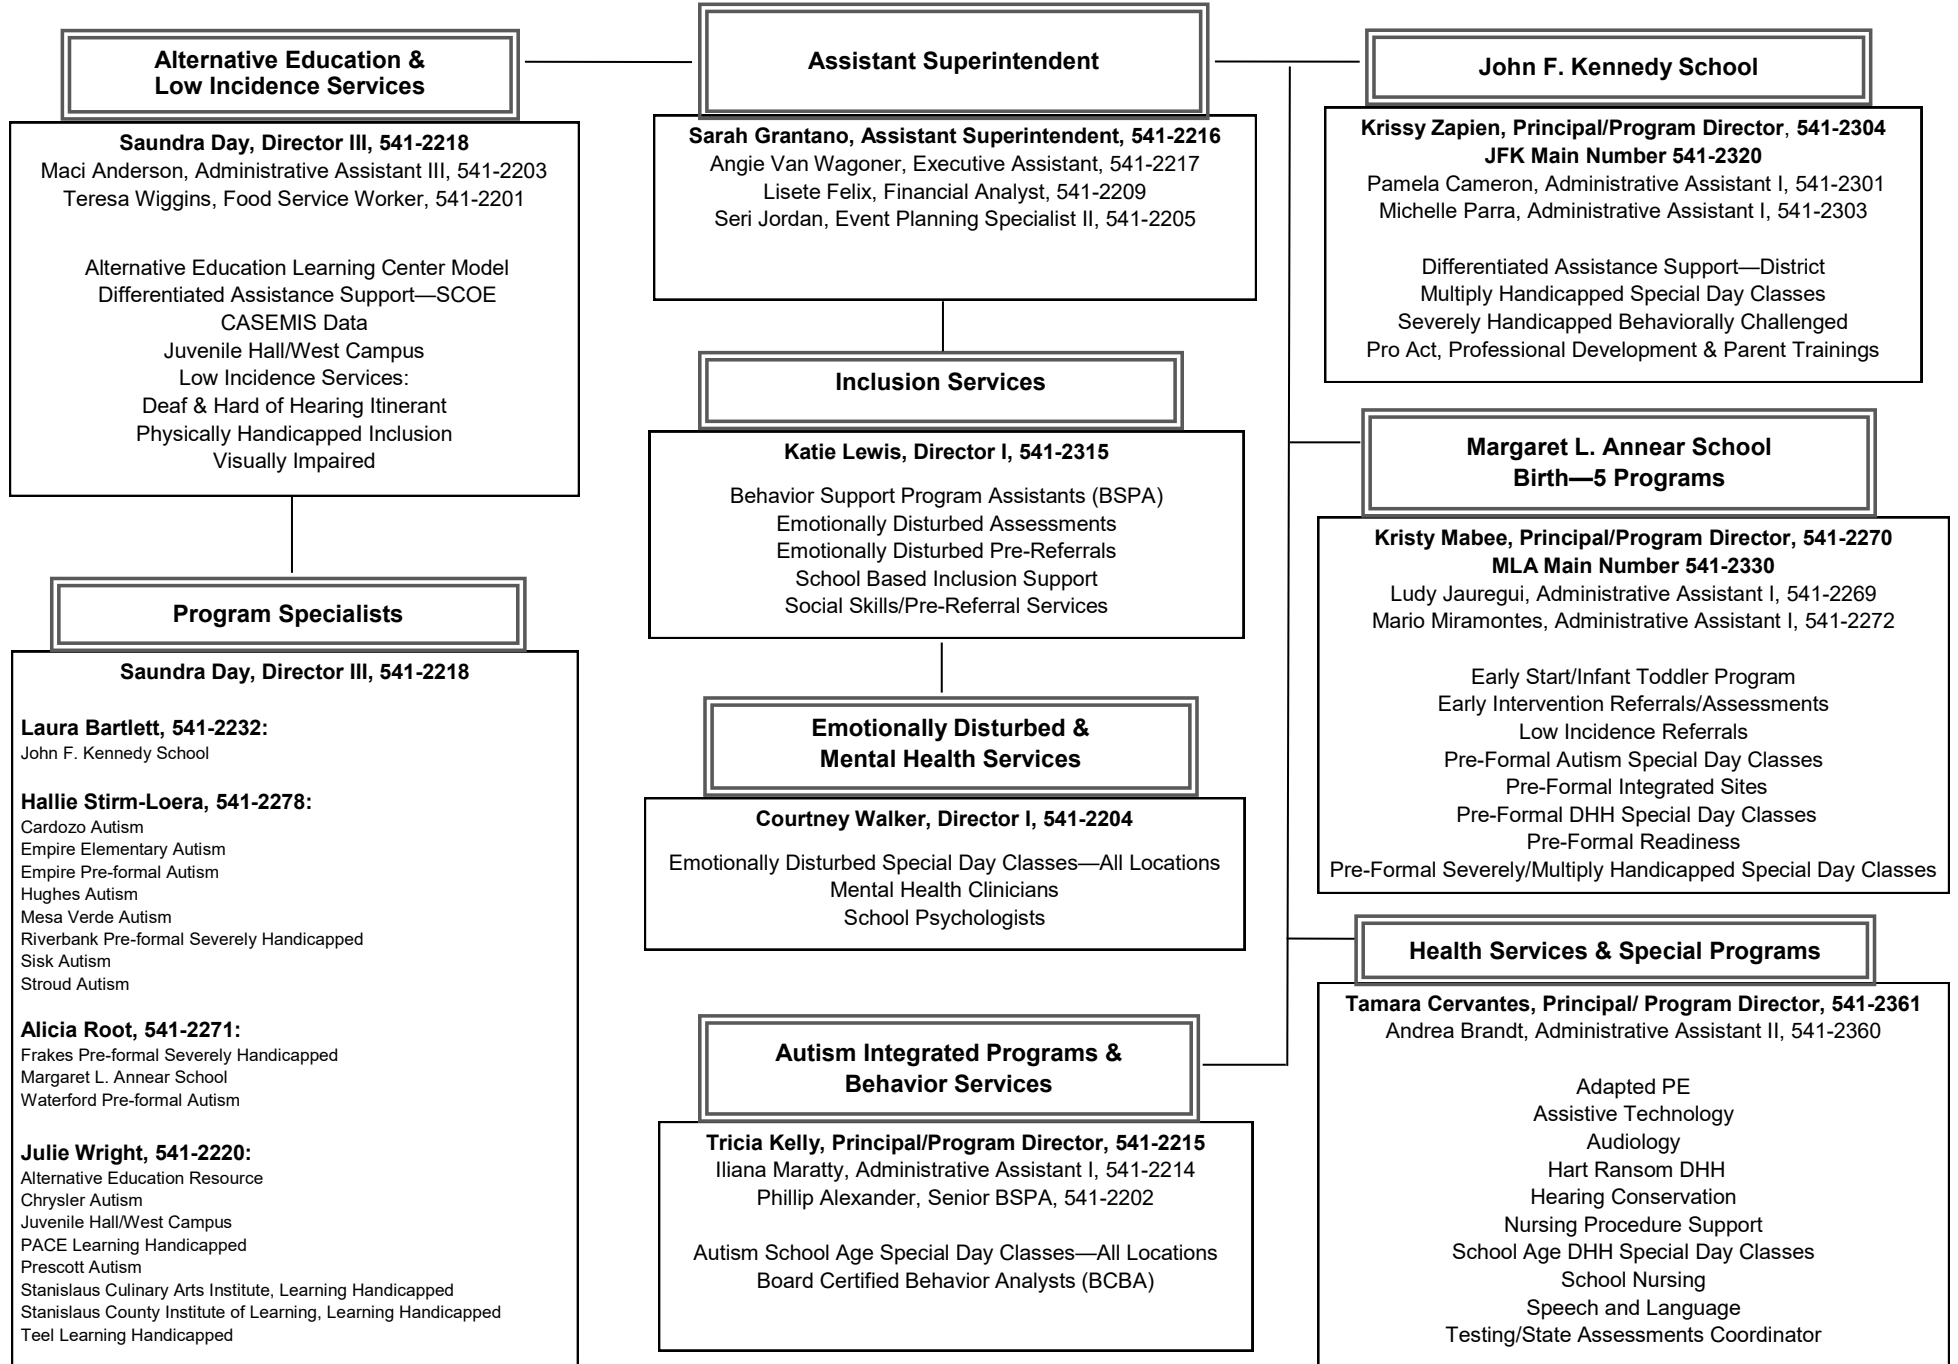 Alternative Education &
Low Incidence Services
Saundra Day, Director III, 541-2218
Maci Anderson, Administrative Assistant III, 541-2203
Teresa Wiggins, Food Service Worker, 541-2201
Alternative Education Learning Center Model
Differentiated Assistance Support—SCOE
CASEMIS Data
Juvenile Hall/West Campus
Low Incidence Services:
Deaf & Hard of Hearing Itinerant
Physically Handicapped Inclusion
Visually Impaired
Program Specialists
Saundra Day, Director III, 541-2218
Laura Bartlett, 541-2232:
John F. Kennedy School
Hallie Stirm-Loera, 541-2278:
Cardozo Autism
Empire Elementary Autism
Empire Pre-formal Autism
Hughes Autism
Mesa Verde Autism
Riverbank Pre-formal Severely Handicapped
Sisk Autism
Stroud Autism
Alicia Root, 541-2271:
Frakes Pre-formal Severely Handicapped
Margaret L. Annear School
Waterford Pre-formal Autism
Julie Wright, 541-2220:
Alternative Education Resource
Chrysler Autism
Juvenile Hall/West Campus
PACE Learning Handicapped
Prescott Autism
Stanislaus Culinary Arts Institute, Learning Handicapped
Stanislaus County Institute of Learning, Learning Handicapped
Teel Learning Handicapped
Assistant Superintendent
Sarah Grantano, Assistant Superintendent, 541-2216
Angie Van Wagoner, Executive Assistant, 541-2217
Lisete Felix, Financial Analyst, 541-2209
Seri Jordan, Event Planning Specialist II, 541-2205
Inclusion Services
Katie Lewis, Director I, 541-2315
Behavior Support Program Assistants (BSPA)
Emotionally Disturbed Assessments
Emotionally Disturbed Pre-Referrals
School Based Inclusion Support
Social Skills/Pre-Referral Services
Emotionally Disturbed &
Mental Health Services
Courtney Walker, Director I, 541-2204
Emotionally Disturbed Special Day Classes—All Locations
Mental Health Clinicians
School Psychologists
Autism Integrated Programs &
Behavior Services
Tricia Kelly, Principal/Program Director, 541-2215
Iliana Maratty, Administrative Assistant I, 541-2214
Phillip Alexander, Senior BSPA, 541-2202
Autism School Age Special Day Classes—All Locations
Board Certified Behavior Analysts (BCBA)
John F. Kennedy School
Krissy Zapien, Principal/Program Director, 541-2304
JFK Main Number 541-2320
Pamela Cameron, Administrative Assistant I, 541-2301
Michelle Parra, Administrative Assistant I, 541-2303
Differentiated Assistance Support—District
Multiply Handicapped Special Day Classes
Severely Handicapped Behaviorally Challenged
Pro Act, Professional Development & Parent Trainings
Margaret L. Annear School
Birth—5 Programs
Kristy Mabee, Principal/Program Director, 541-2270
MLA Main Number 541-2330
Ludy Jauregui, Administrative Assistant I, 541-2269
Mario Miramontes, Administrative Assistant I, 541-2272
Early Start/Infant Toddler Program
Early Intervention Referrals/Assessments
Low Incidence Referrals
Pre-Formal Autism Special Day Classes
Pre-Formal Integrated Sites
Pre-Formal DHH Special Day Classes
Pre-Formal Readiness
Pre-Formal Severely/Multiply Handicapped Special Day Classes
Health Services & Special Programs
Tamara Cervantes, Principal/ Program Director, 541-2361
Andrea Brandt, Administrative Assistant II, 541-2360
Adapted PE
Assistive Technology
Audiology
Hart Ransom DHH
Hearing Conservation
Nursing Procedure Support
School Age DHH Special Day Classes
School Nursing
Speech and Language
Testing/State Assessments Coordinator